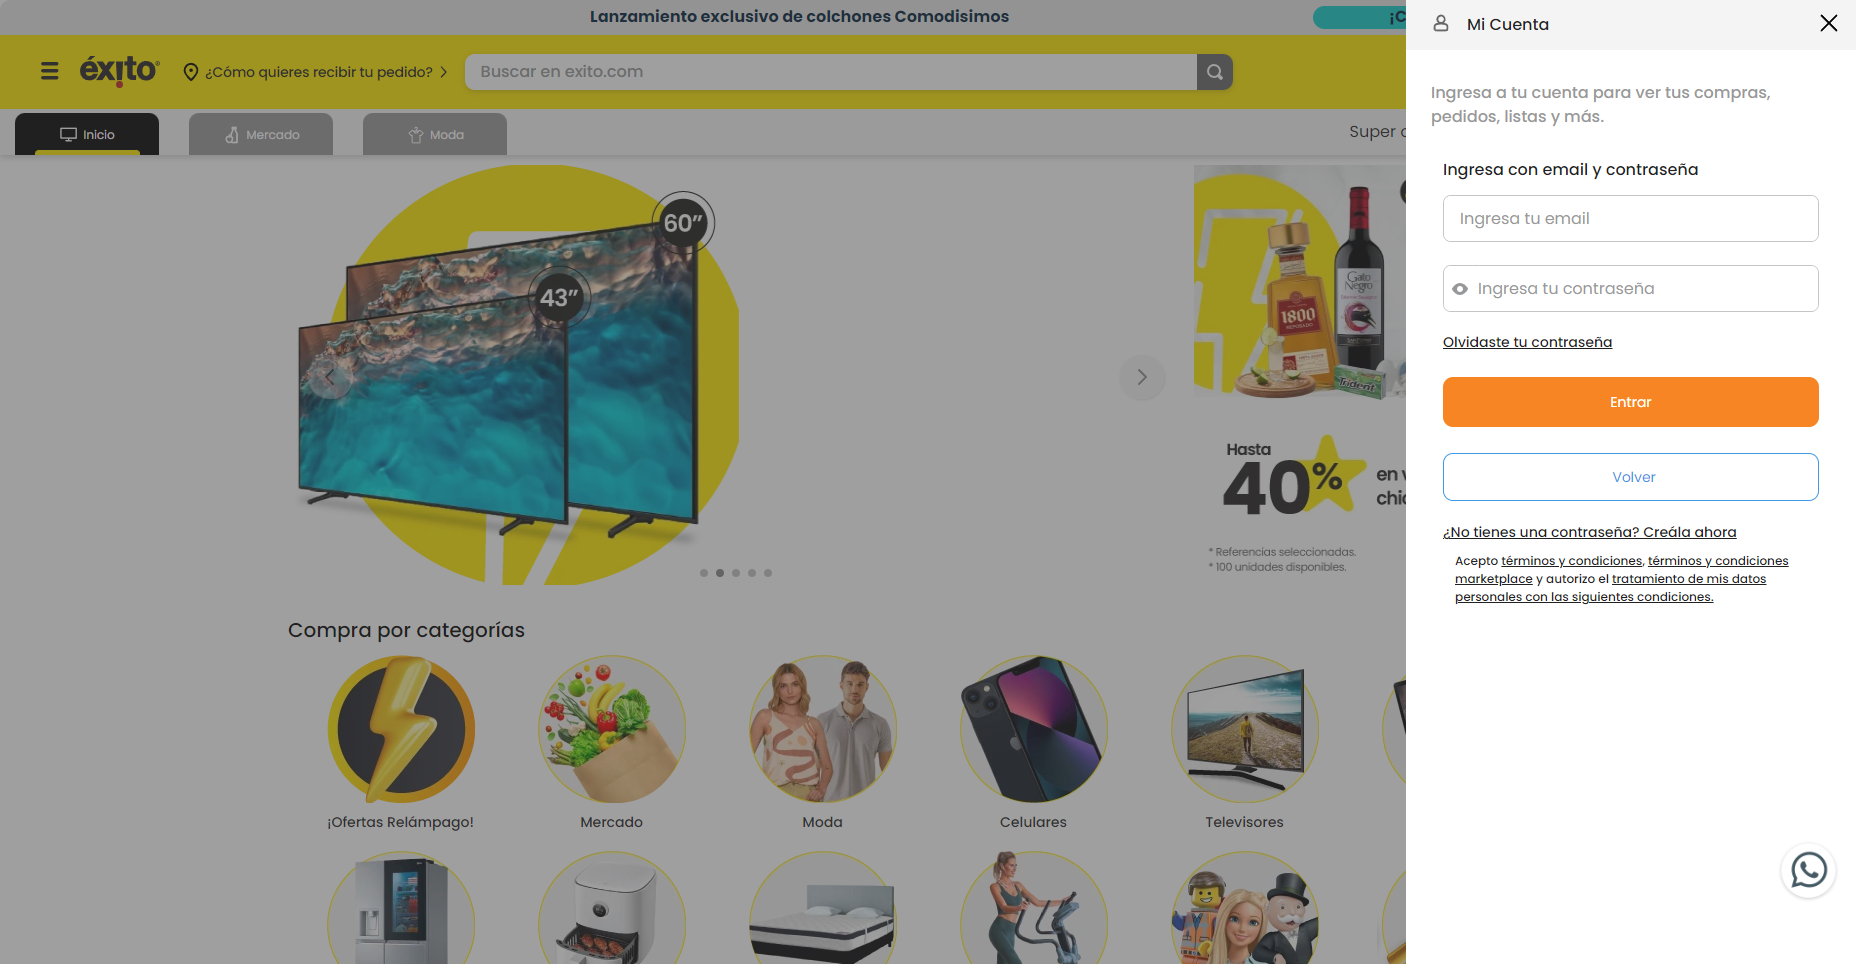 Lanzamiento exclusivo de colchones Comodisimos
¡C
éxito
¿Cómo quieres recibir tu pedido?
Buscar en exito.com
Inicio
Mercado
Moda
Super
60”
43”
1800
REPOSADO
Gato
Negro
Trident
Hasta
40%
en v
chic
* Referencias seleccionadas.
* 100 unidades disponibles.
Compra por categorías
¡Ofertas Relámpago!
Mercado
Moda
Celulares
Televisores
Mi Cuenta
Ingresa a tu cuenta para ver tus compras,
pedidos, listas y más.
Ingresa con email y contraseña
Ingresa tu email
Ingresa tu contraseña
Olvidaste tu contraseña
Entrar
Volver
¿No tienes una contraseña? Creála ahora
Acepto términos y condiciones, términos y condiciones
marketplace y autorizo el tratamiento de mis datos
personales con las siguientes condiciones.